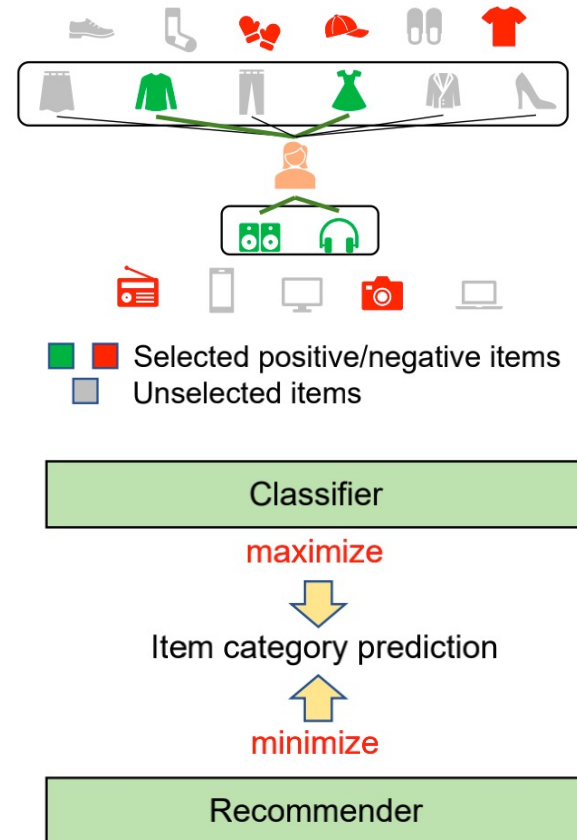 Selected positive/negative items
Unselected items
Classifier
maximize
Item category prediction
minimize
Recommender